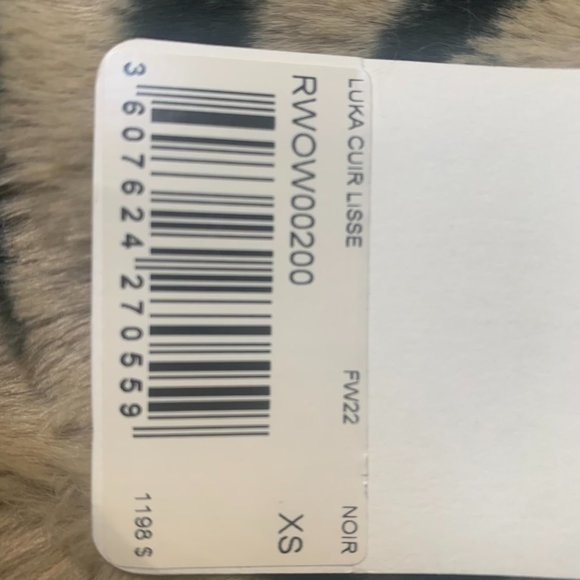 LUKA CUIR LISSE FW22 NOIR
RWOW00200 XS
3 607624 270559 1198 $